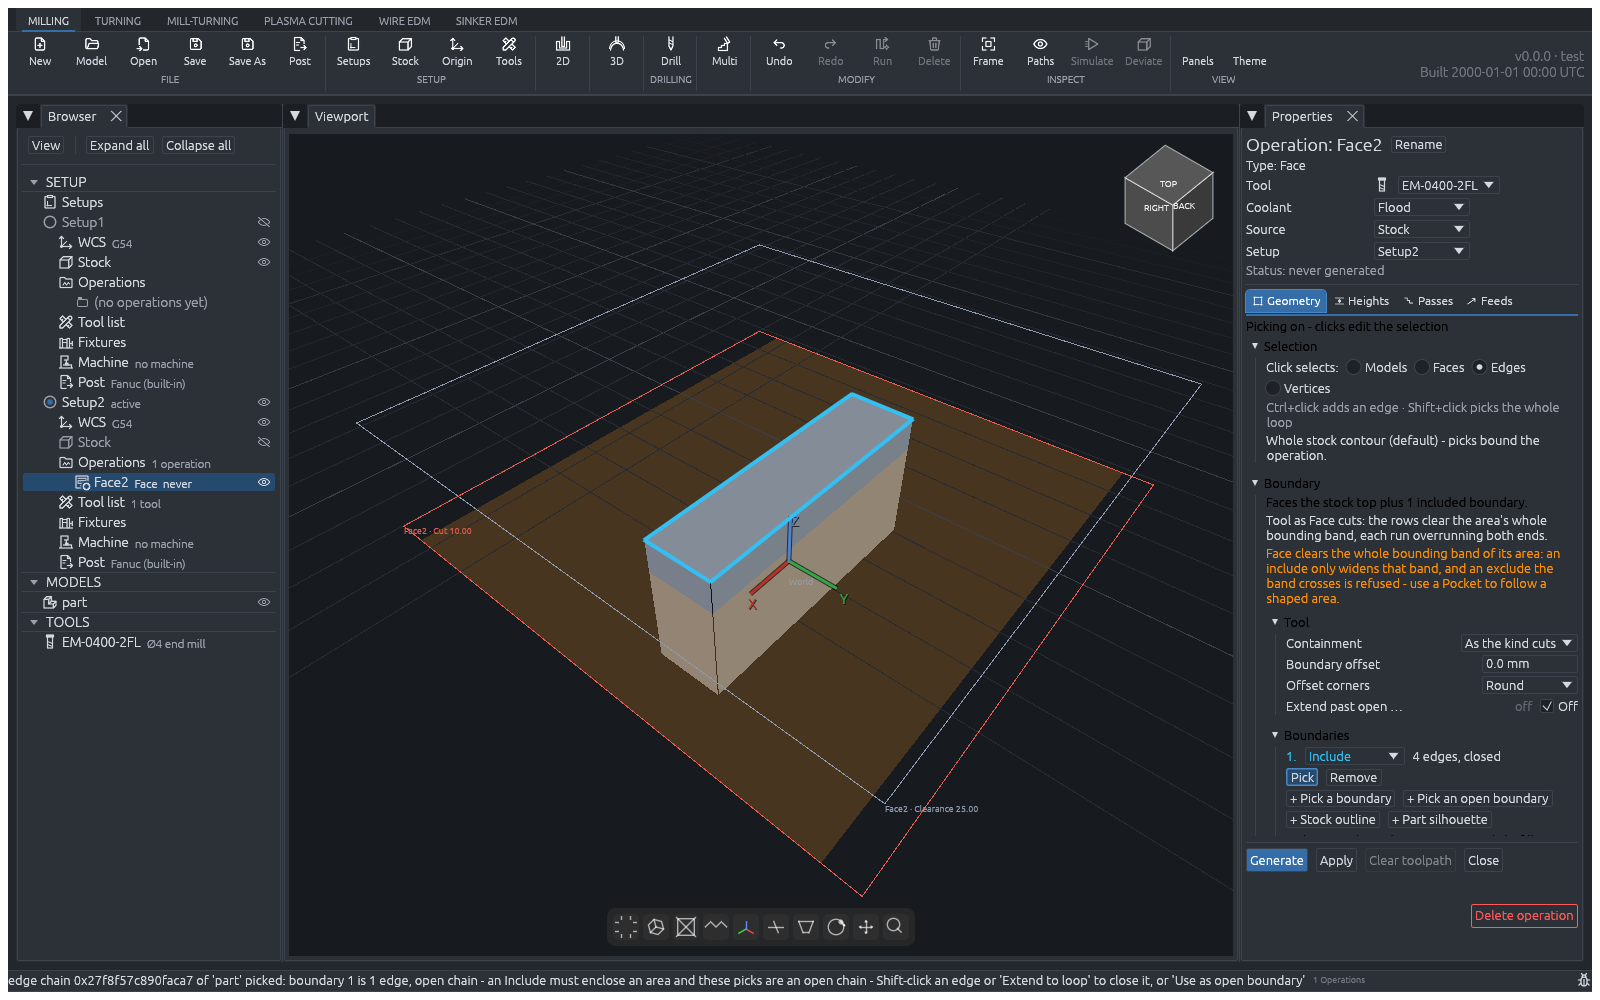 MILLING TURNING MILL-TURNING PLASMA CUTTING WIRE EDM SINKER EDM
New Model Open Save Save As Post Setups Stock Origin Tools 2D 3D Drill Multi Undo Redo Run Delete Frame Paths Simulate Deviate Panels Theme
FILE SETUP DRILLING MODIFY INSPECT VIEW
v0.0.0 · test
Built 2000-01-01 00:00 UTC
Browser
View Expand all Collapse all
SETUP
Setups
Setup1
WCS G54
Stock
Operations
(no operations yet)
Tool list
Fixtures
Machine no machine
Post Fanuc (built-in)
Setup2 active
WCS G54
Stock
Operations 1 operation
Face2 Face never
Tool list 1 tool
Fixtures
Machine no machine
Post Fanuc (built-in)
MODELS
part
TOOLS
EM-0400-2FL Ø4 end mill
Viewport
TOP
RIGHT BACK
Face2 · Cut 10.00
Z
World
X
Y
Face2 · Clearance 25.00
Properties
Operation: Face2 Rename
Type: Face
Tool EM-0400-2FL
Coolant Flood
Source Stock
Setup Setup2
Status: never generated
Geometry Heights Passes Feeds
Picking on - clicks edit the selection
Selection
Click selects: Models Faces Edges
Vertices
Ctrl+click adds an edge · Shift+click picks the whole
loop
Whole stock contour (default) - picks bound the
operation.
Boundary
Faces the stock top plus 1 included boundary.
Tool as Face cuts: the rows clear the area's whole
bounding band, each run overrunning both ends.
Face clears the whole bounding band of its area: an
include only widens that band, and an exclude the
band crosses is refused - use a Pocket to follow a
shaped area.
Tool
Containment As the kind cuts
Boundary offset 0.0 mm
Offset corners Round
Extend past open ... off Off
Boundaries
1. Include 4 edges, closed
Pick Remove
+ Pick a boundary + Pick an open boundary
+ Stock outline + Part silhouette
Generate Apply Clear toolpath Close
Delete operation
edge chain 0x27f8f57c890faca7 of 'part' picked: boundary 1 is 1 edge, open chain - an Include must enclose an area and these picks are an open chain - Shift-click an edge or 'Extend to loop' to close it, or 'Use as open boundary' 1 Operations